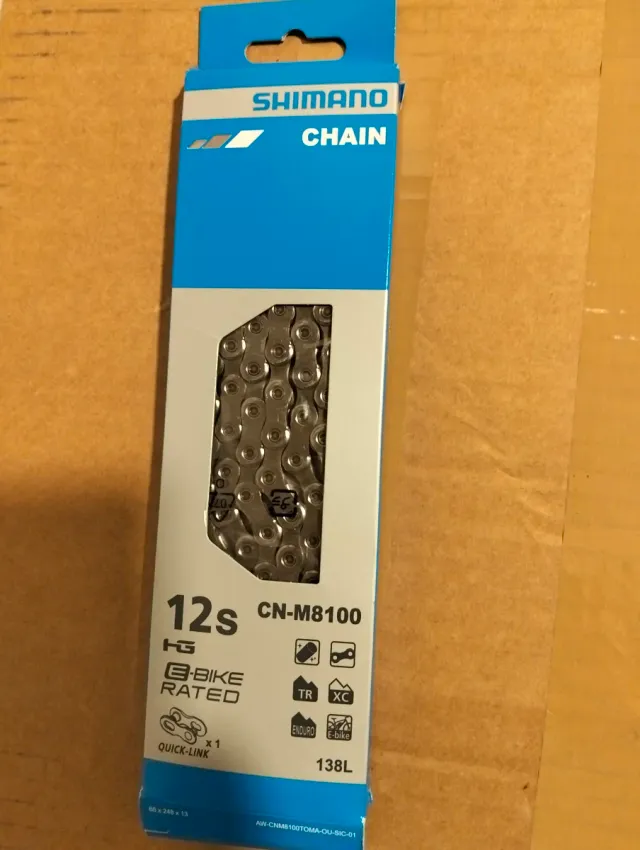 SHIMANO
CHAIN
12s
CN-M8100
HG
E-BIKE
RATED
TR
XC
ENDURO
E-bike
x 1
QUICK-LINK
138L
AW-CNM8100TOMA-OU-SIC-01